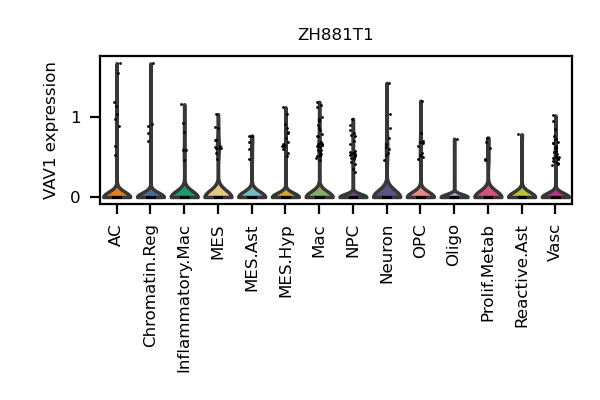 ZH881T1
VAV1 expression
1
0
AC
Chromatin.Reg
Inflammatory.Mac
MES
MES.Ast
MES.Hyp
Mac
NPC
Neuron
OPC
Oligo
Prolif.Metab
Reactive.Ast
Vasc